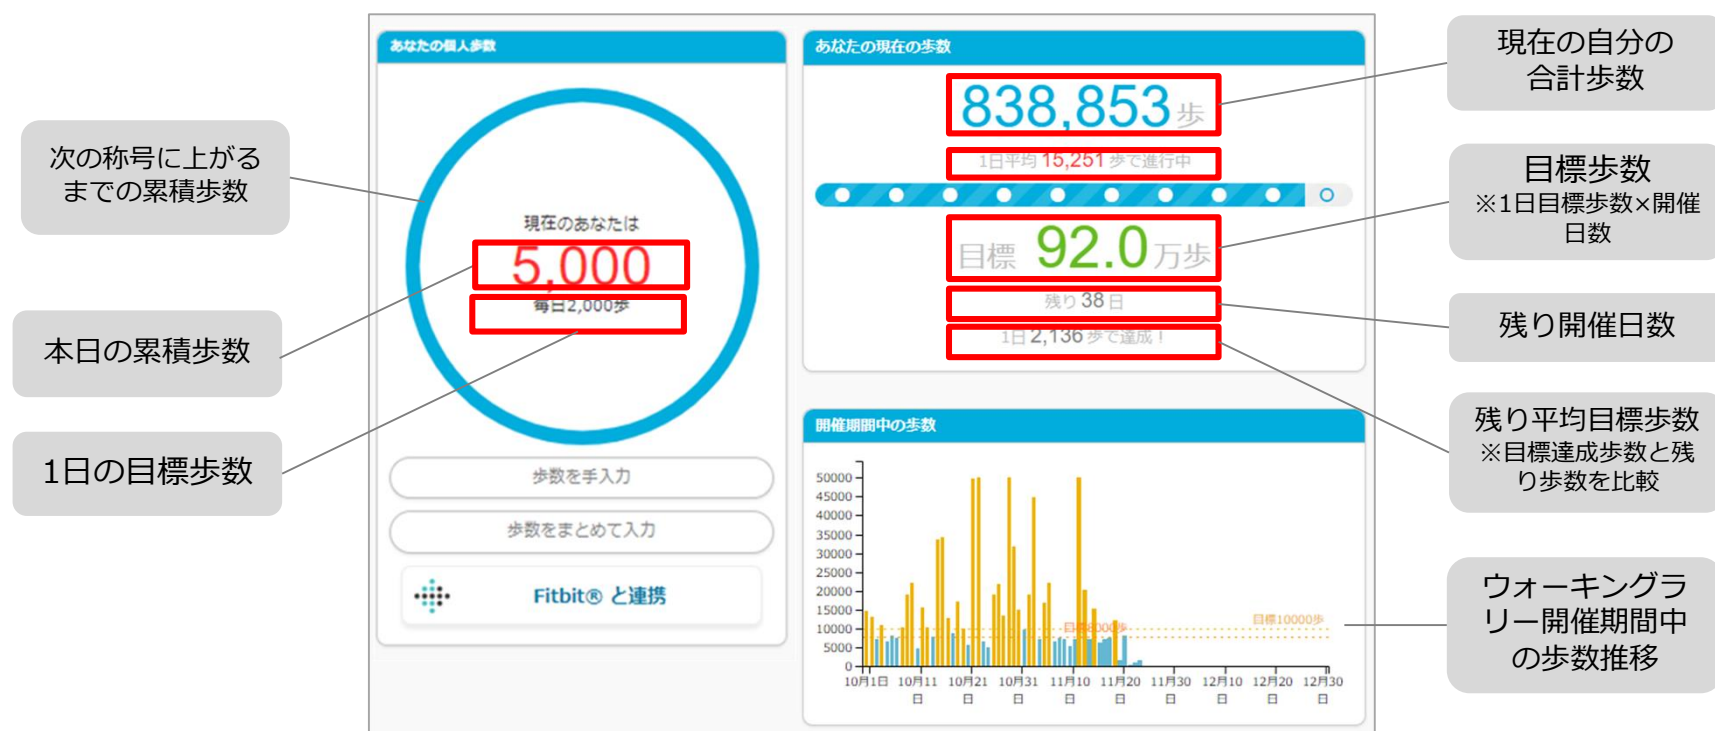 次の称号に上がる
までの累積歩数
本日の累積歩数
1日の目標歩数
あなたの個人歩数
現在のあなたは
5,000
毎日2,000歩
歩数を手入力
歩数をまとめて入力
Fitbit® と連携
あなたの現在の歩数
838,853 歩
1日平均 15,251 歩で進行中
目標 92.0 万歩
残り 38 日
1日 2,136 歩で達成！
開催期間中の歩数
50000
45000
40000
35000
30000
25000
20000
15000
10000
5000
0
目標10000歩
目標8000歩
10月1日 10月11日 10月21日 10月31日 11月10日 11月20日 11月30日 12月10日 12月20日 12月30日
現在の自分の
合計歩数
目標歩数
※1日目標歩数×開催
日数
残り開催日数
残り平均目標歩数
※目標達成歩数と残
り歩数を比較
ウォーキングラ
リー開催期間中
の歩数推移